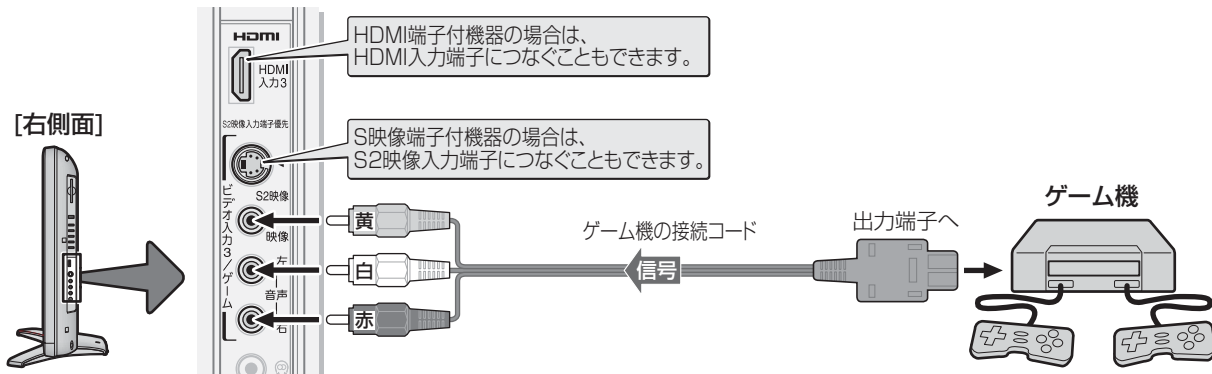 [右側面]
HDMI
HDMI
入力3
S2映像入力端子優先
S2映像
映像
左
音声
右
ビデオ入力3/ゲーム
HDMI端子付機器の場合は、
HDMI入力端子につなぐこともできます。
S映像端子付機器の場合は、
S2映像入力端子につなぐこともできます。
黄
白
赤
ゲーム機の接続コード
信号
出力端子へ
ゲーム機